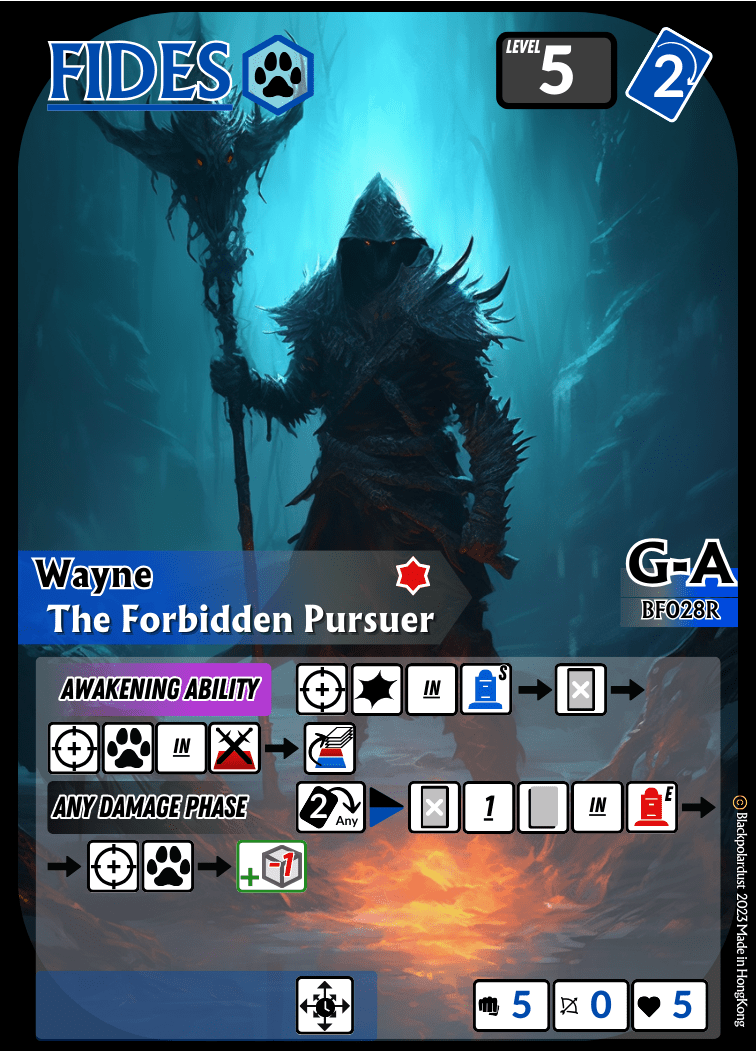 FIDES
LEVEL 5
2
Wayne
The Forbidden Pursuer
G-A
BF028R
AWAKENING ABILITY
IN
S
IN
ANY DAMAGE PHASE
2 Any
1
IN
E
+-1
5
0
5
Blackpolardust 2023 Made in HongKong